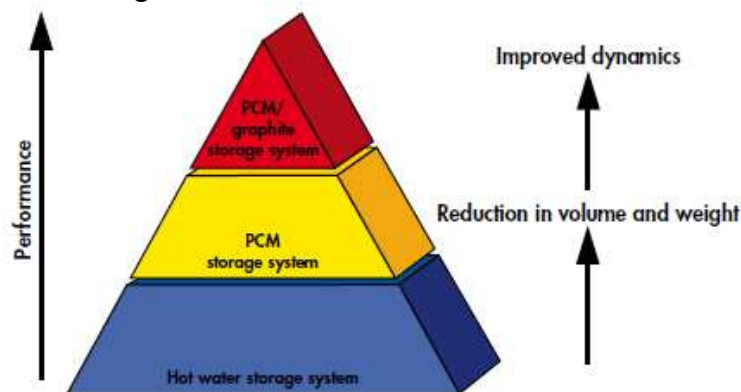 Improved dynamics
PCM/
graphite
storage system
Performance
Reduction in volume and weight
PCM
storage system
Hot water storage system